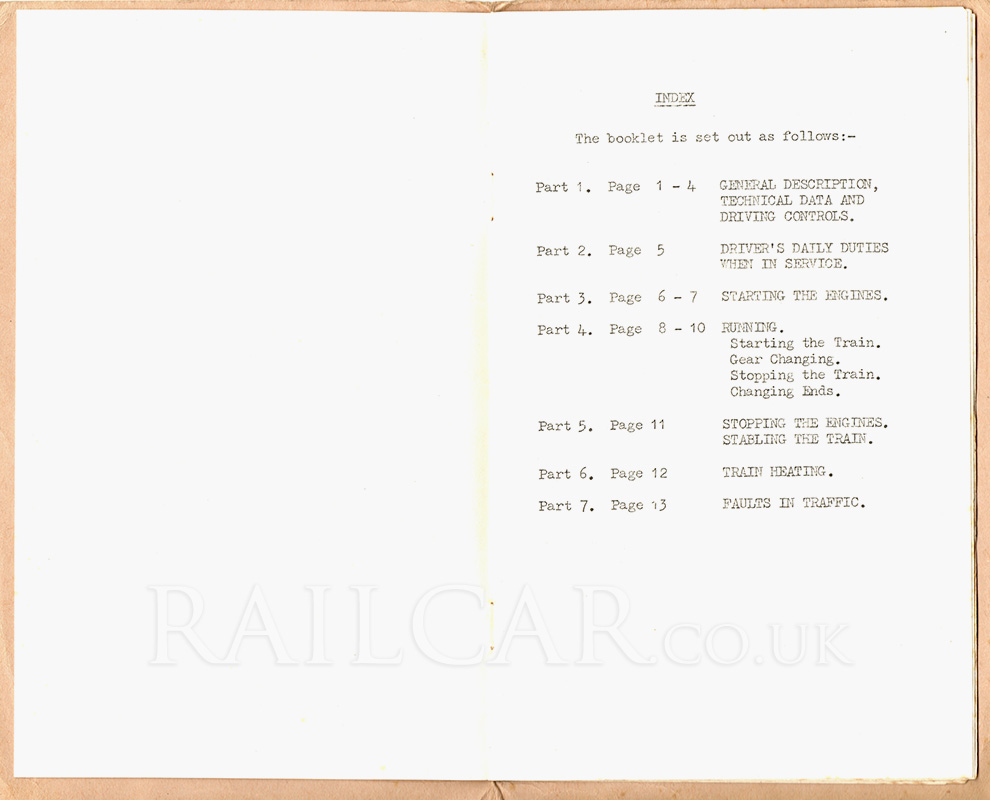 INDEX
The booklet is set out as follows:-
Part 1. Page 1 - 4 GENERAL DESCRIPTION,
TECHNICAL DATA AND
DRIVING CONTROLS.
Part 2. Page 5 DRIVER'S DAILY DUTIES
WHEN IN SERVICE.
Part 3. Page 6 - 7 STARTING THE ENGINES.
Part 4. Page 8 - 10 RUNNING.
Starting the Train.
Gear Changing.
Stopping the Train.
Changing Ends.
Part 5. Page 11 STOPPING THE ENGINES.
STABLING THE TRAIN.
Part 6. Page 12 TRAIN HEATING.
Part 7. Page 13 FAULTS IN TRAFFIC.
RAILCAR.CO.UK